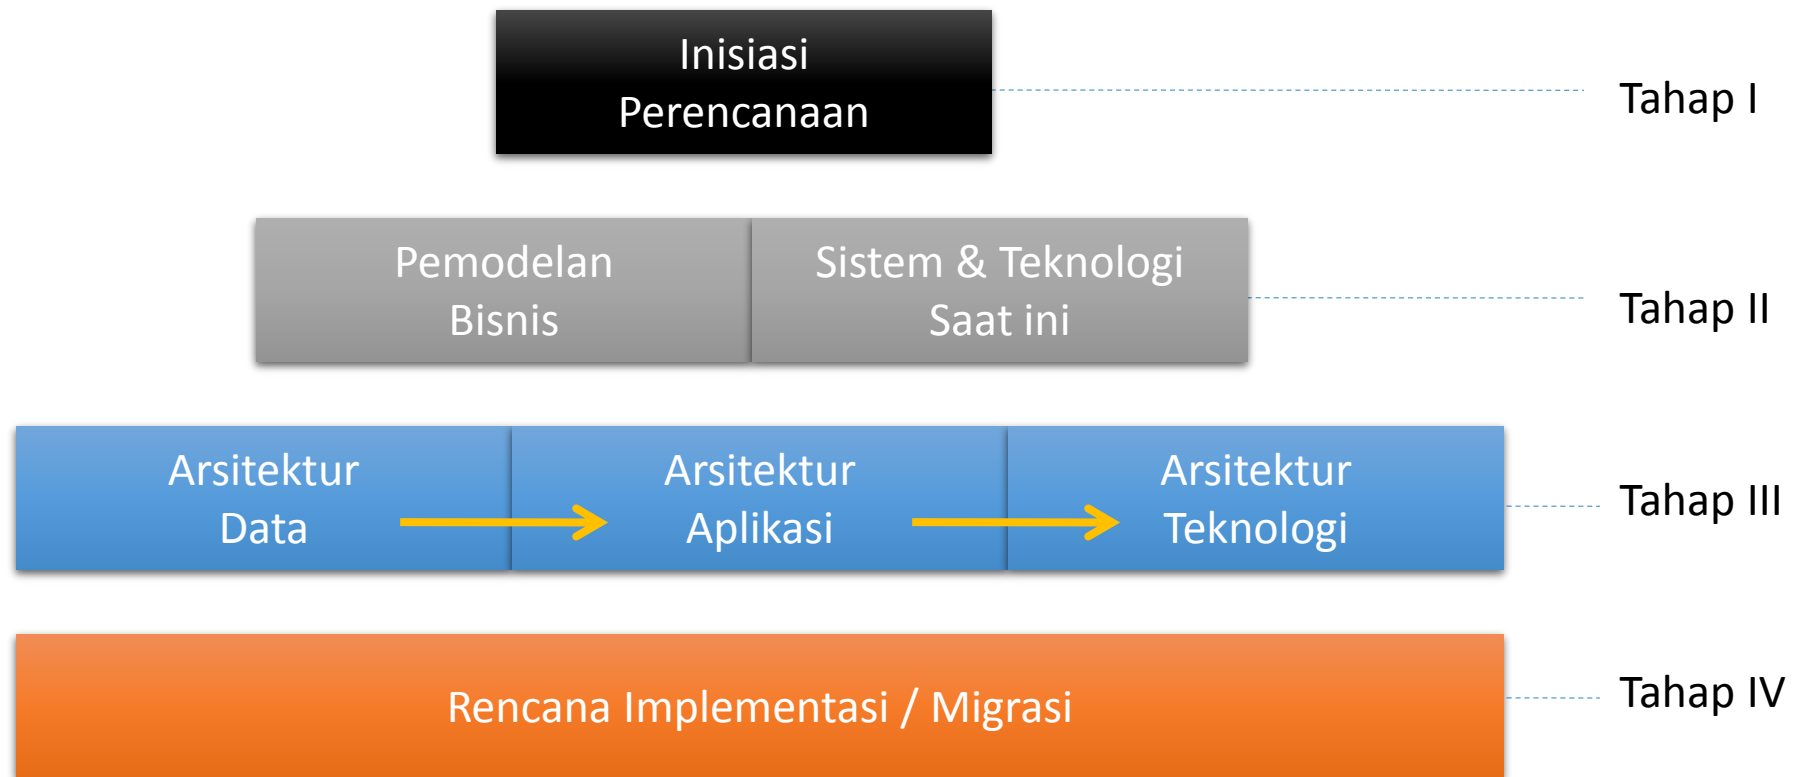 Inisiasi
Perencanaan
Tahap I
Pemodelan
Bisnis
Sistem & Teknologi
Saat ini
Tahap II
Arsitektur
Data
Arsitektur
Aplikasi
Arsitektur
Teknologi
Tahap III
Rencana Implementasi / Migrasi
Tahap IV